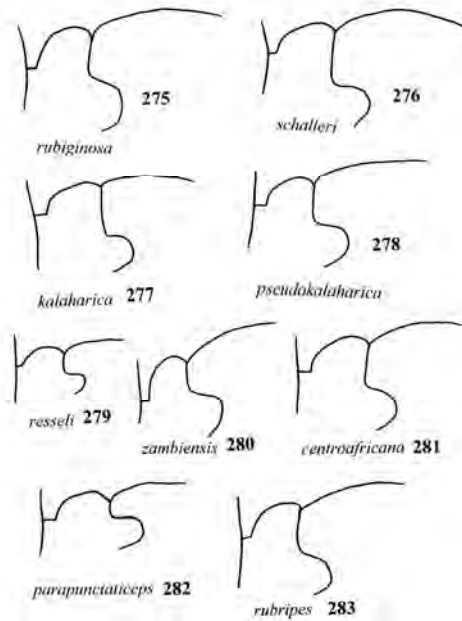 275
276
rubiginosa
schalleri
kalaharica 277
278
pseudokalaharica
resseli 279
zambiensis 280
centroafricana 281
parapunctaticeps 282
rubripes 283